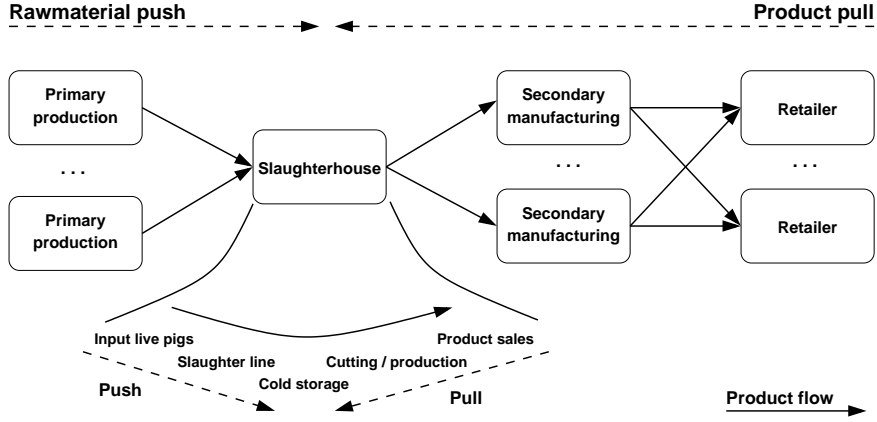 Rawmaterial push
Product pull
Primary
production
. . .
Primary
production
Slaughterhouse
Secondary
manufacturing
. . .
Secondary
manufacturing
Retailer
. . .
Retailer
Input live pigs
Slaughter line
Cold storage
Cutting / production
Product sales
Push
Pull
Product flow